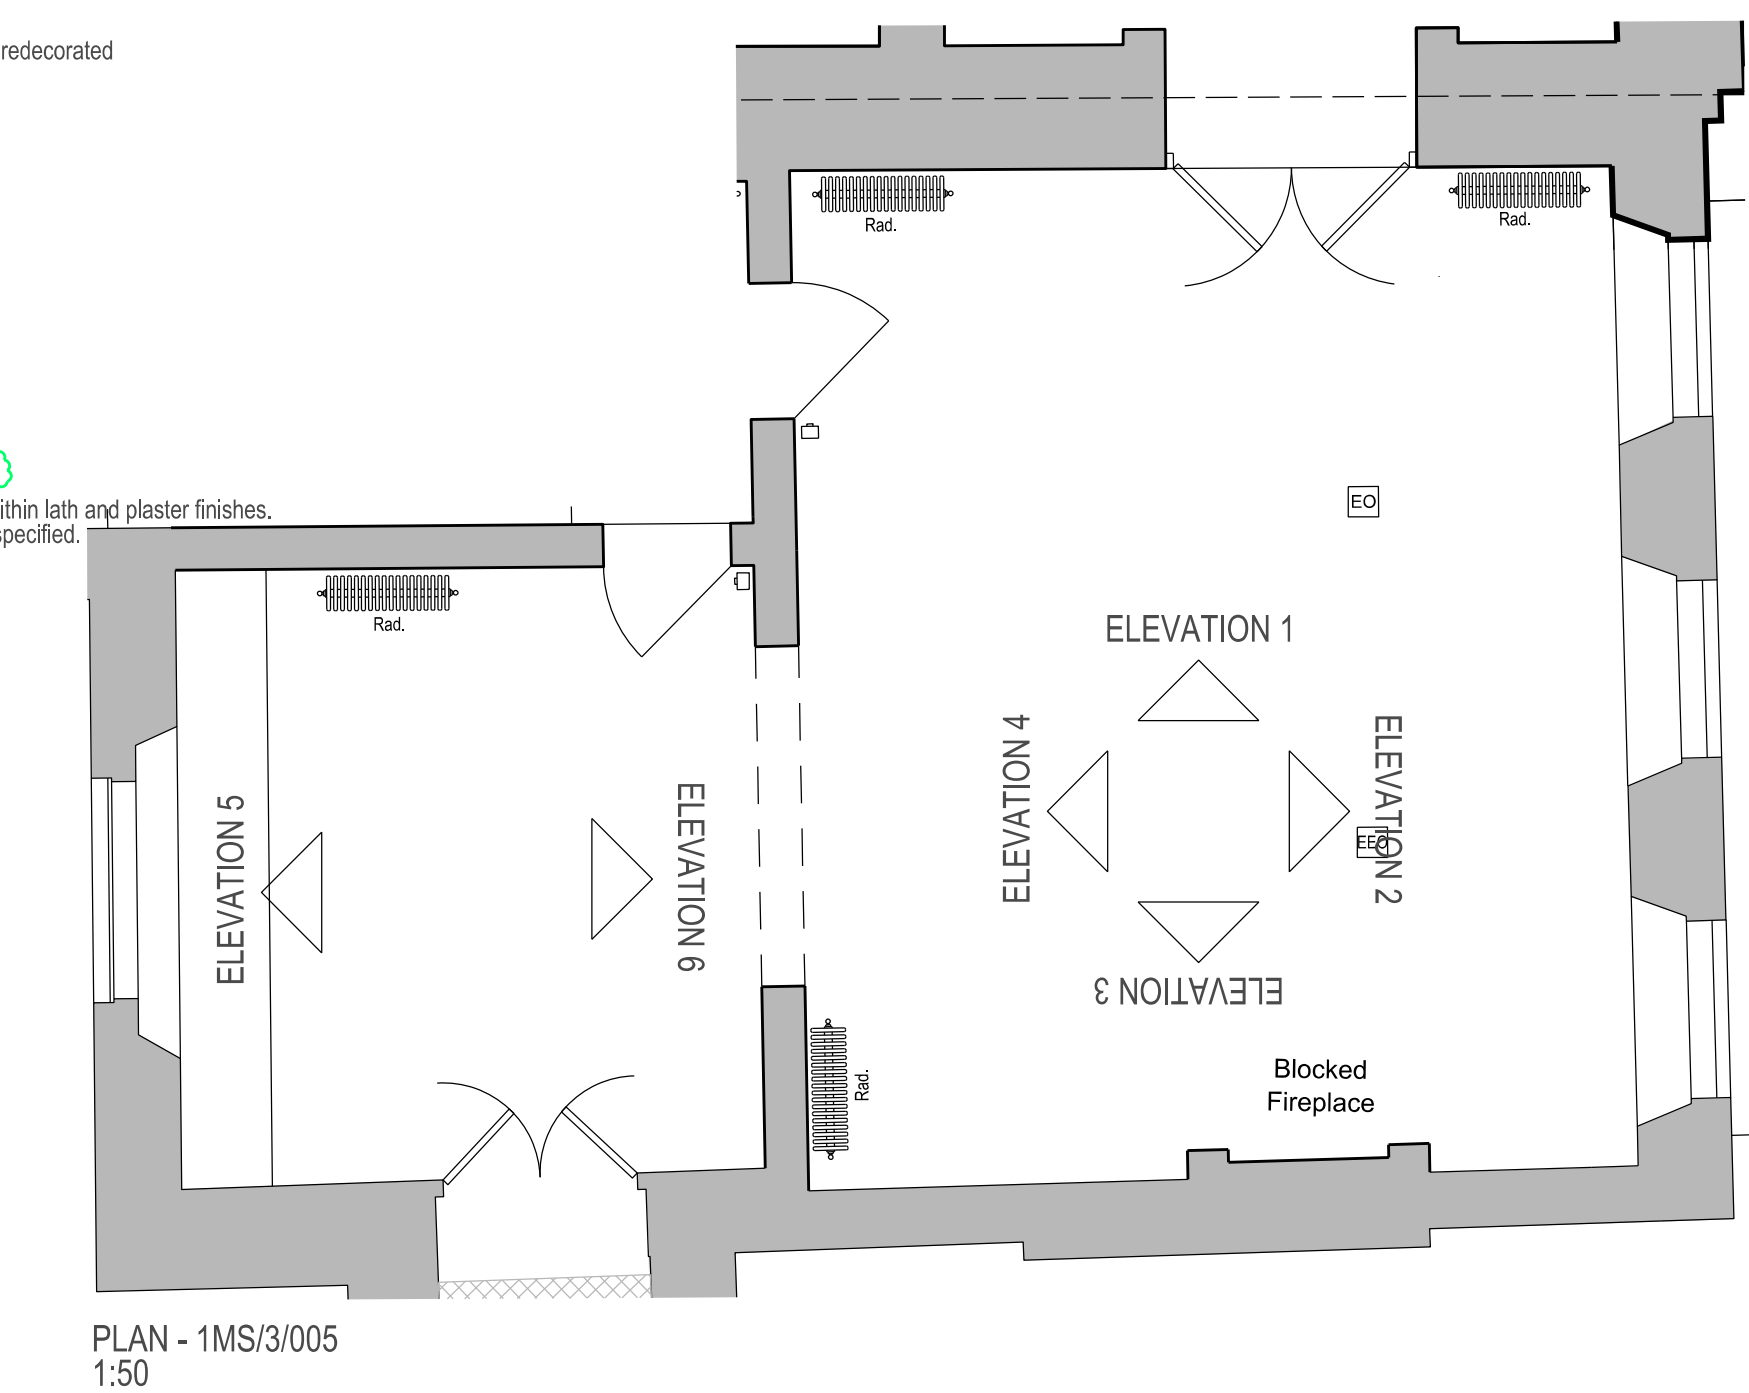 redecorated
ithin lath and plaster finishes.
specified.
Rad.
Rad.
EO
Rad.
ELEVATION 1
ELEVATION 4
ELEVATION 2
EEO
ELEVATION 5
ELEVATION 6
ELEVATION 3
Rad.
Blocked
Fireplace
PLAN - 1MS/3/005
1:50